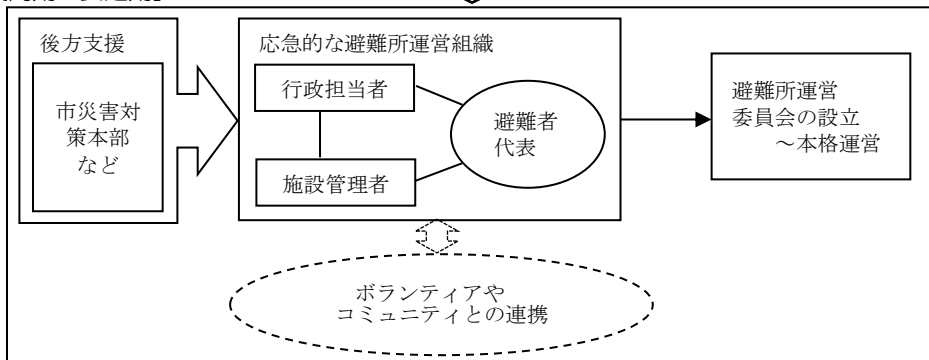 後方支援
市災害対
策本部
など
応急的な避難所運営組織
行政担当者
施設管理者
避難者
代表
避難所運営
委員会の設立
～本格運営
ボランティアや
コミュニティとの連携